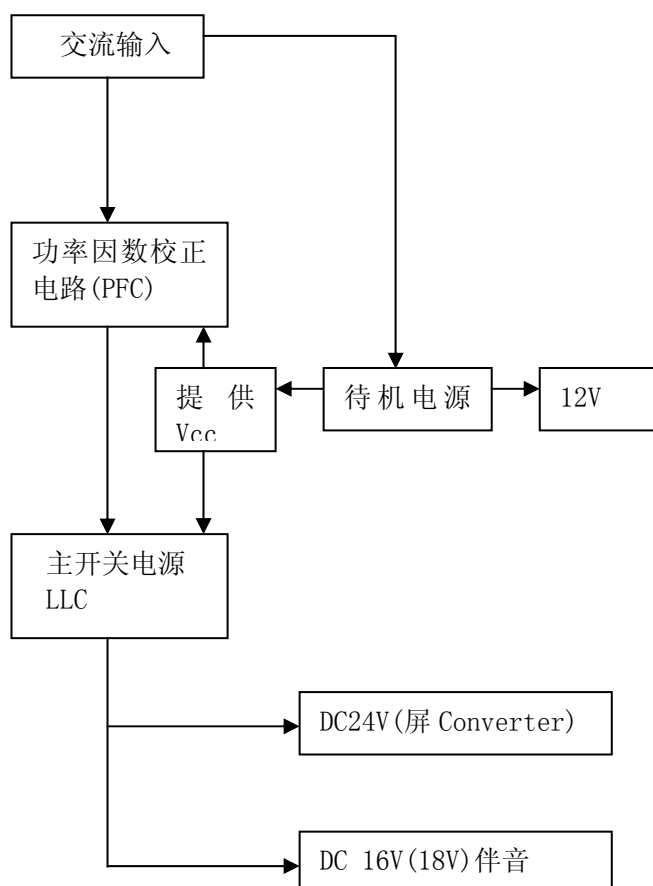 交流输入
功率因数校正
电路(PFC)
提供
Vcc
待机电源
12V
主开关电源
LLC
DC24V(屏 Converter)
DC 16V(18V)伴音